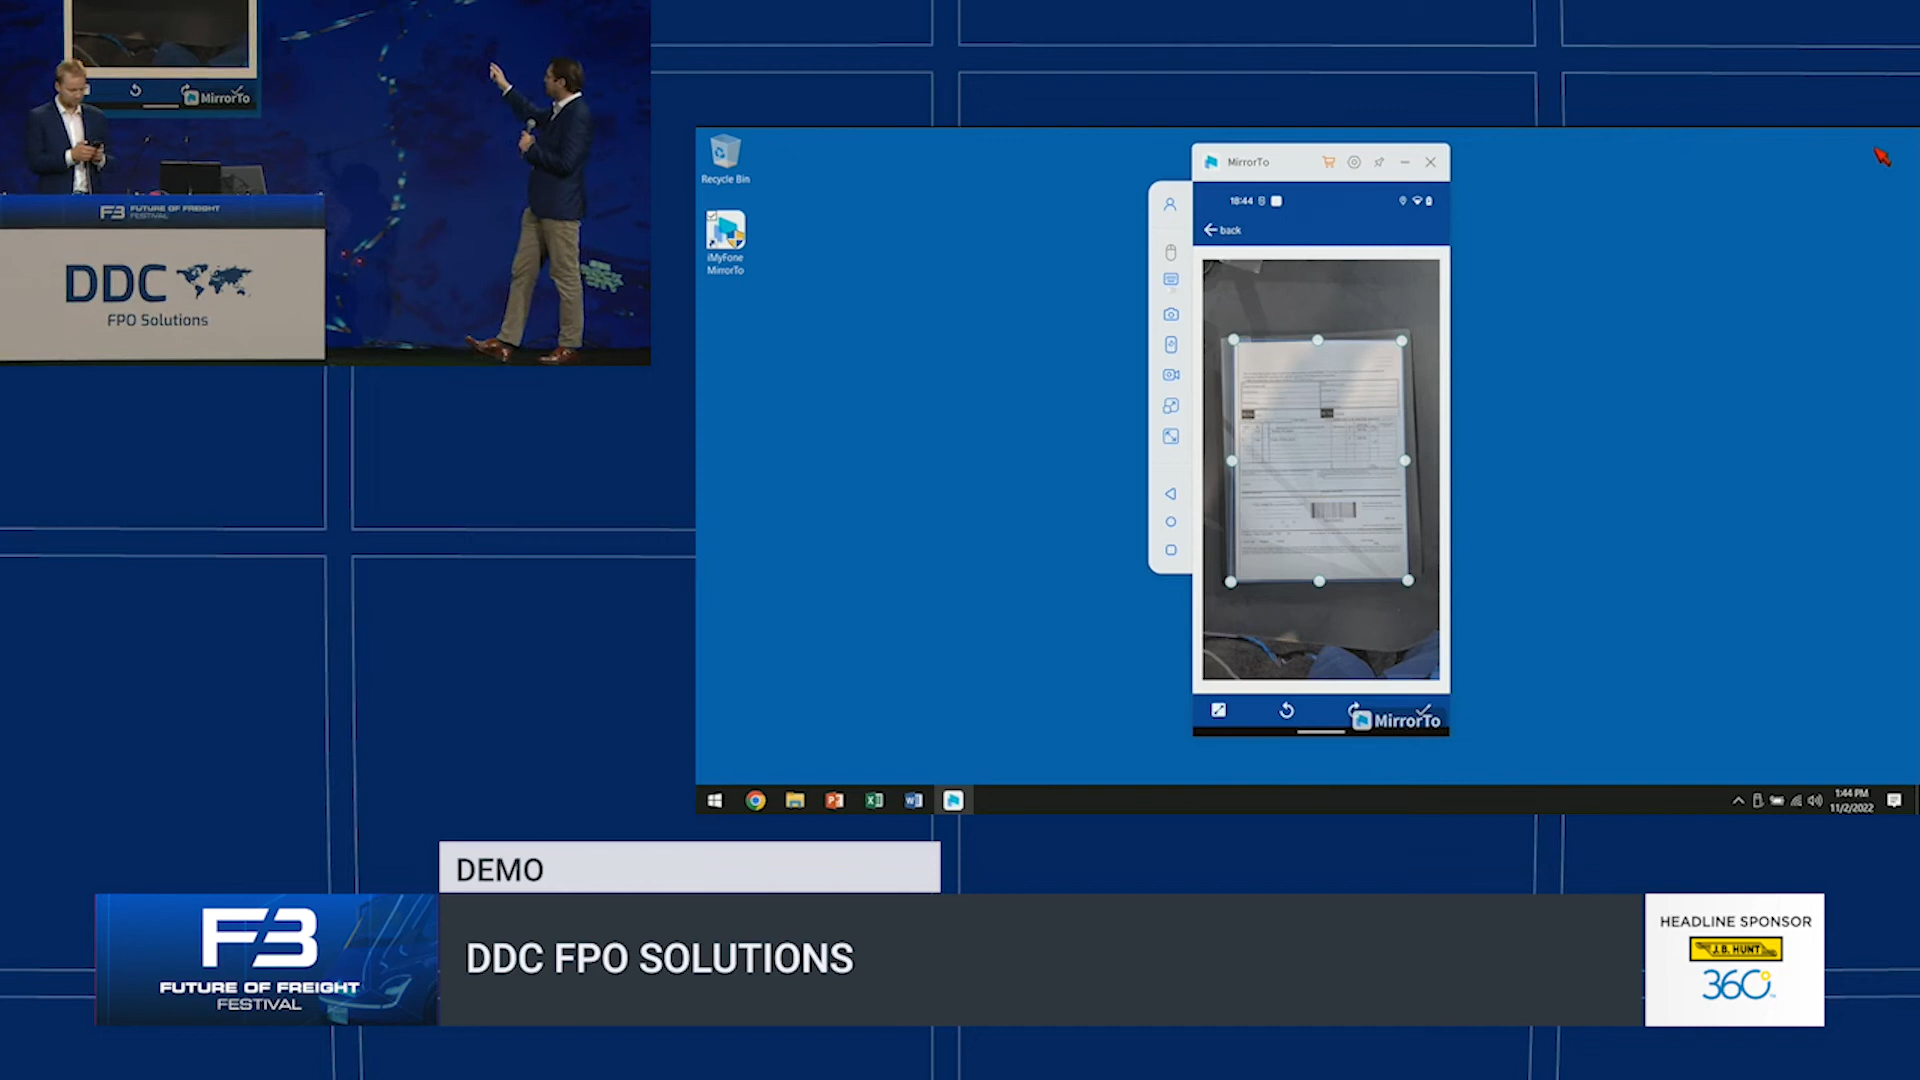 MirrorTo
F3 FUTURE OF FREIGHT
FESTIVAL
DDC
FPO Solutions
Recycle Bin
iMyFone
MirrorTo
MirrorTo
18:44
back
MirrorTo
1:44 PM
11/2/2022
DEMO
DDC FPO SOLUTIONS
F3
FUTURE OF FREIGHT
FESTIVAL
HEADLINE SPONSOR
J.B. HUNT
360°